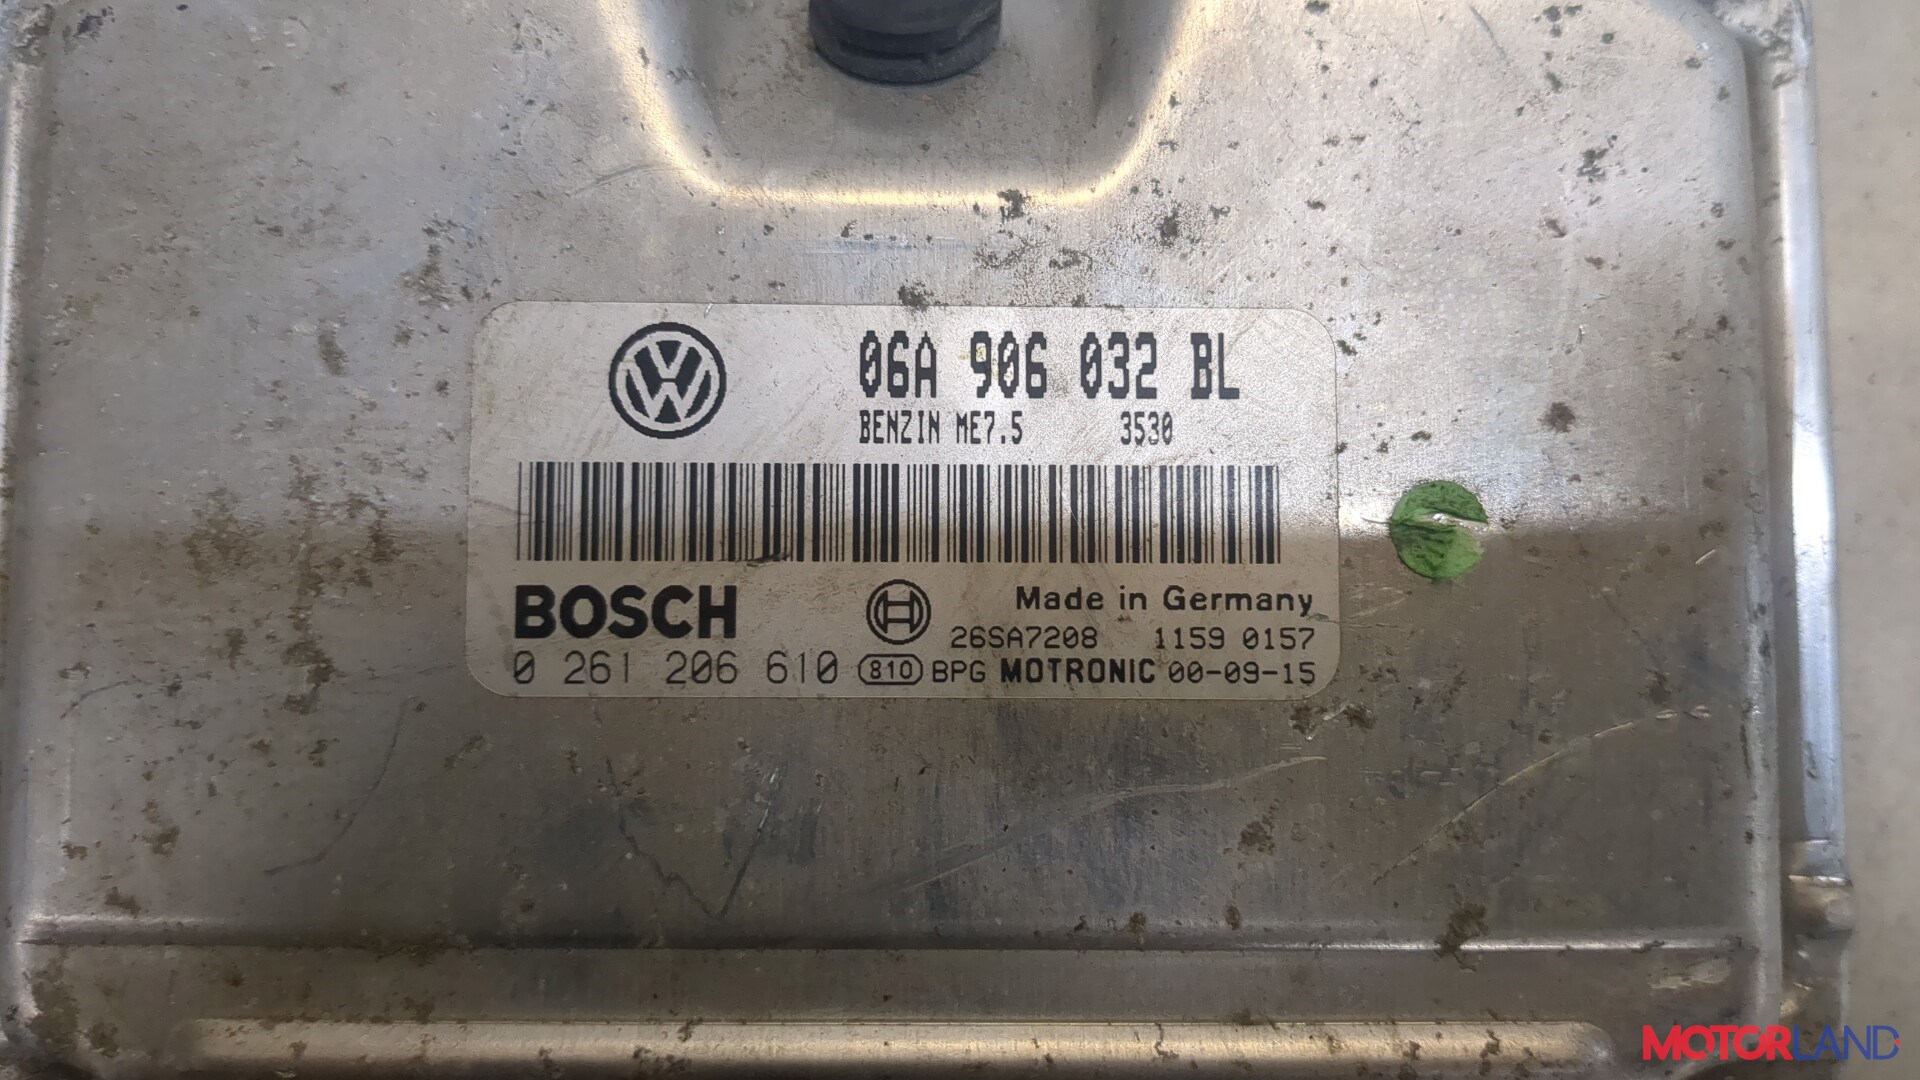 06A 906 032 BL
BENZIN ME7.5 3530
BOSCH
Made in Germany
26SA7208 1159 0157
0 261 206 610 810 BPG MOTRONIC 00-09-15
MOTORLAND